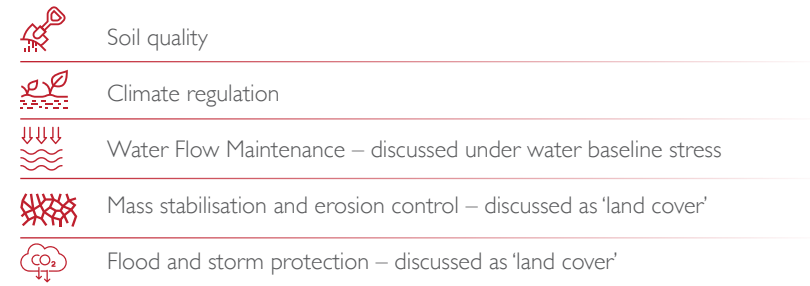 Soil quality
Climate regulation
Water Flow Maintenance – discussed under water baseline stress
Mass stabilisation and erosion control – discussed as ‘land cover’
CO₂
Flood and storm protection – discussed as ‘land cover’